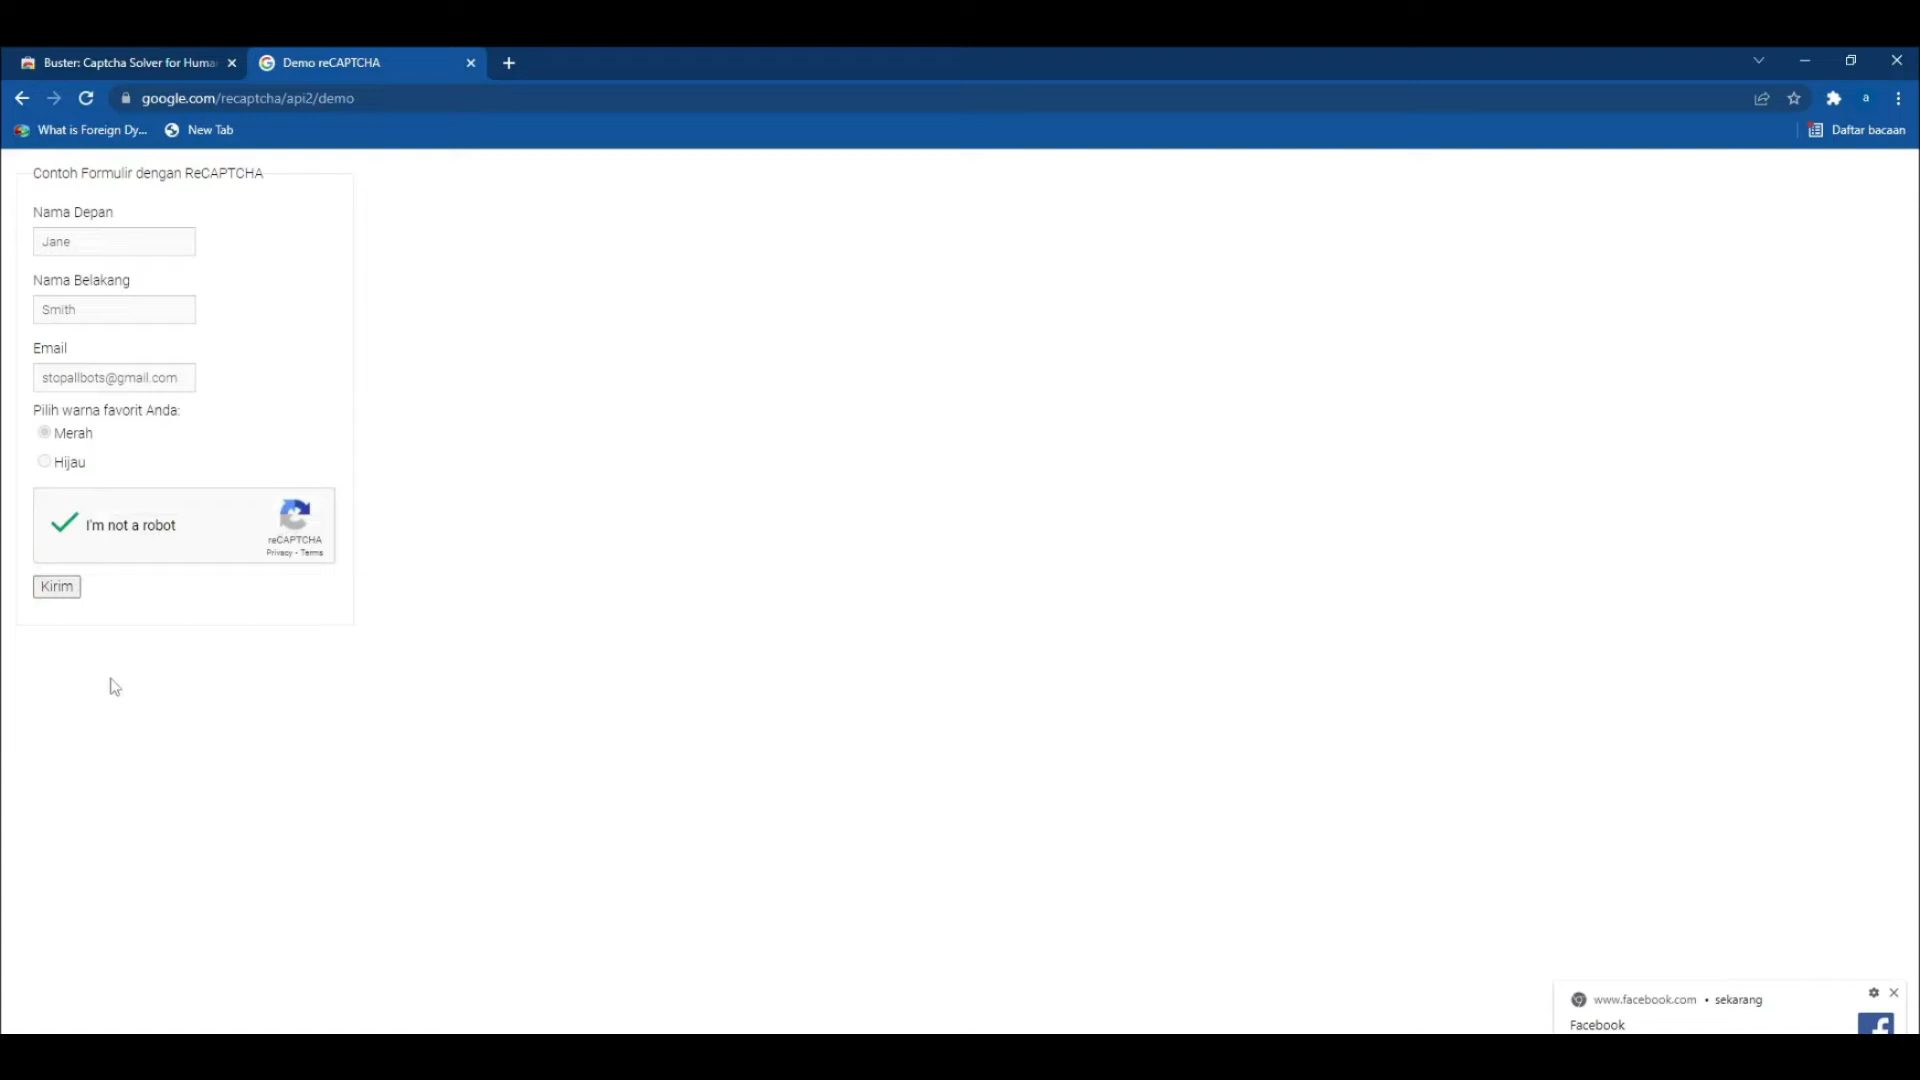 Buster: Captcha Solver for Huma
Demo reCAPTCHA
google.com/recaptcha/api2/demo
a
What is Foreign Dy...
New Tab
Daftar bacaan
Contoh Formulir dengan ReCAPTCHA
Nama Depan
Jane
Nama Belakang
Smith
Email
stopallbots@gmail.com
Pilih warna favorit Anda:
Merah
Hijau
I'm not a robot
reCAPTCHA
Privacy - Terms
Kirim
www.facebook.com • sekarang
Facebook